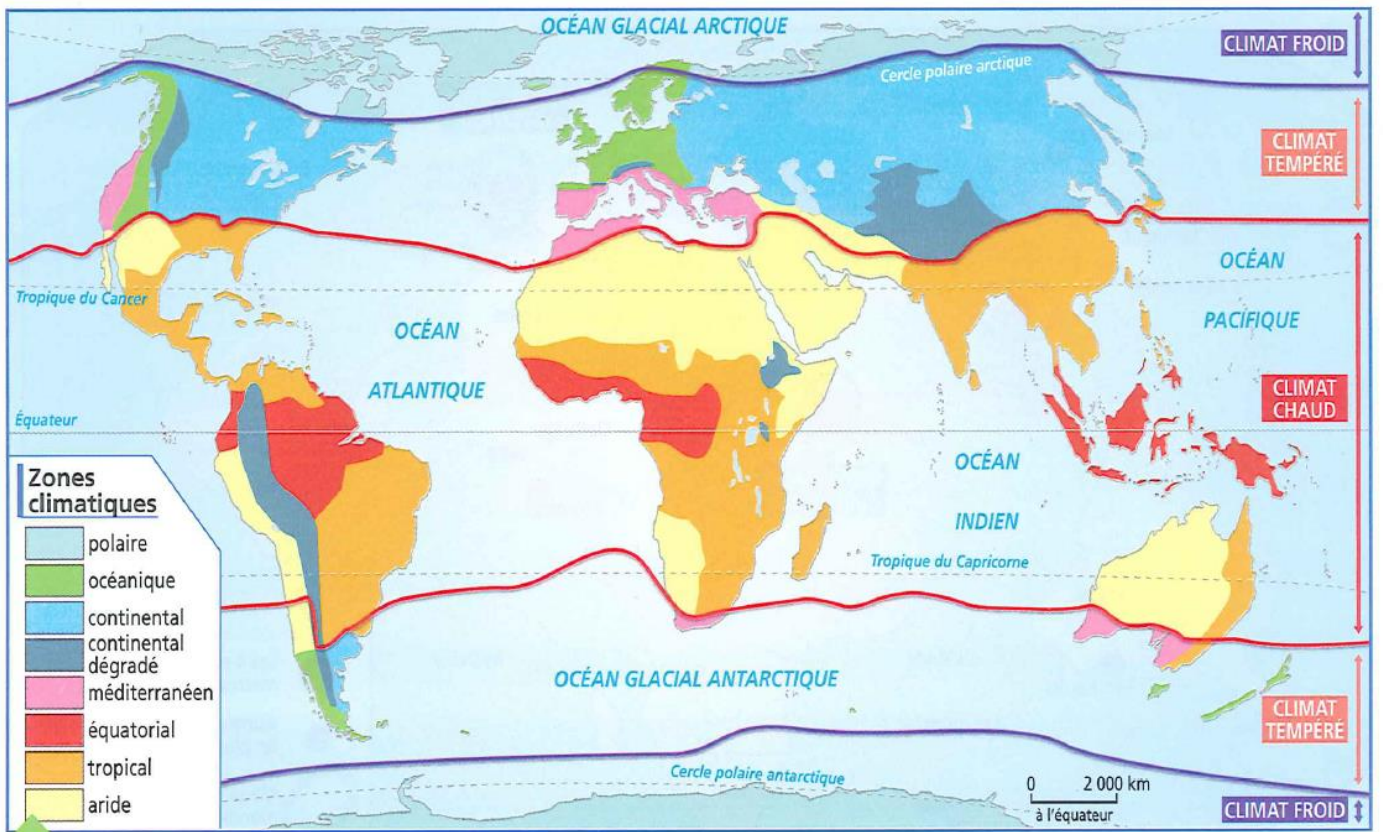 OCÉAN GLACIAL ARCTIQUE
CLIMAT FROID
Cercle polaire arctique
CLIMAT
TEMPÉRÉ
OCÉAN
PACÍFIQUE
Tropique du Cancer
OCÉAN
ATLANTIQUE
CLIMAT
CHAUD
Équateur
OCÉAN
INDIEN
Tropique du Capricorne
Zones
climatiques
polaire
océanique
continental
continental
dégradé
méditerranéen
équatorial
tropical
aride
OCÉAN GLACIAL ANTARCTIQUE
CLIMAT
TEMPÉRÉ
Cercle polaire antarctique
0 2 000 km
à l'équateur
CLIMAT FROID